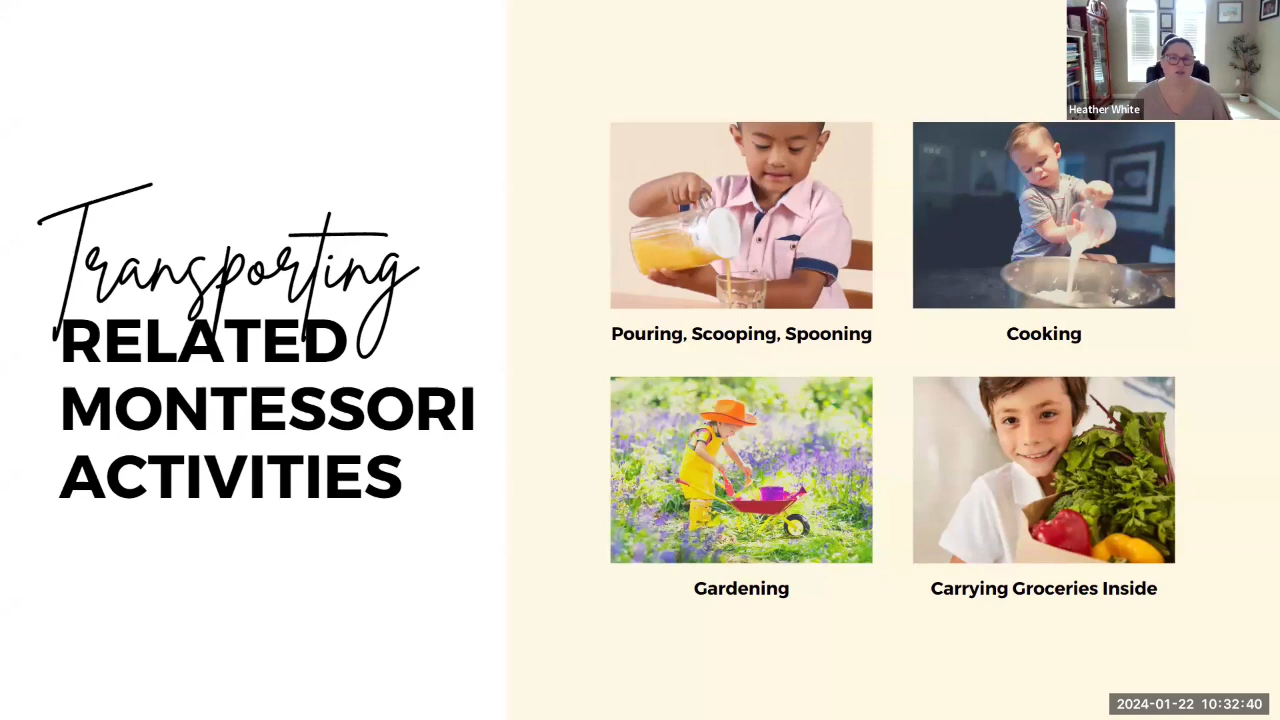 Transporting
RELATED
MONTESSORI
ACTIVITIES
Heather White
Pouring, Scooping, Spooning
Cooking
Gardening
Carrying Groceries Inside
2024-01-22 10:32:40